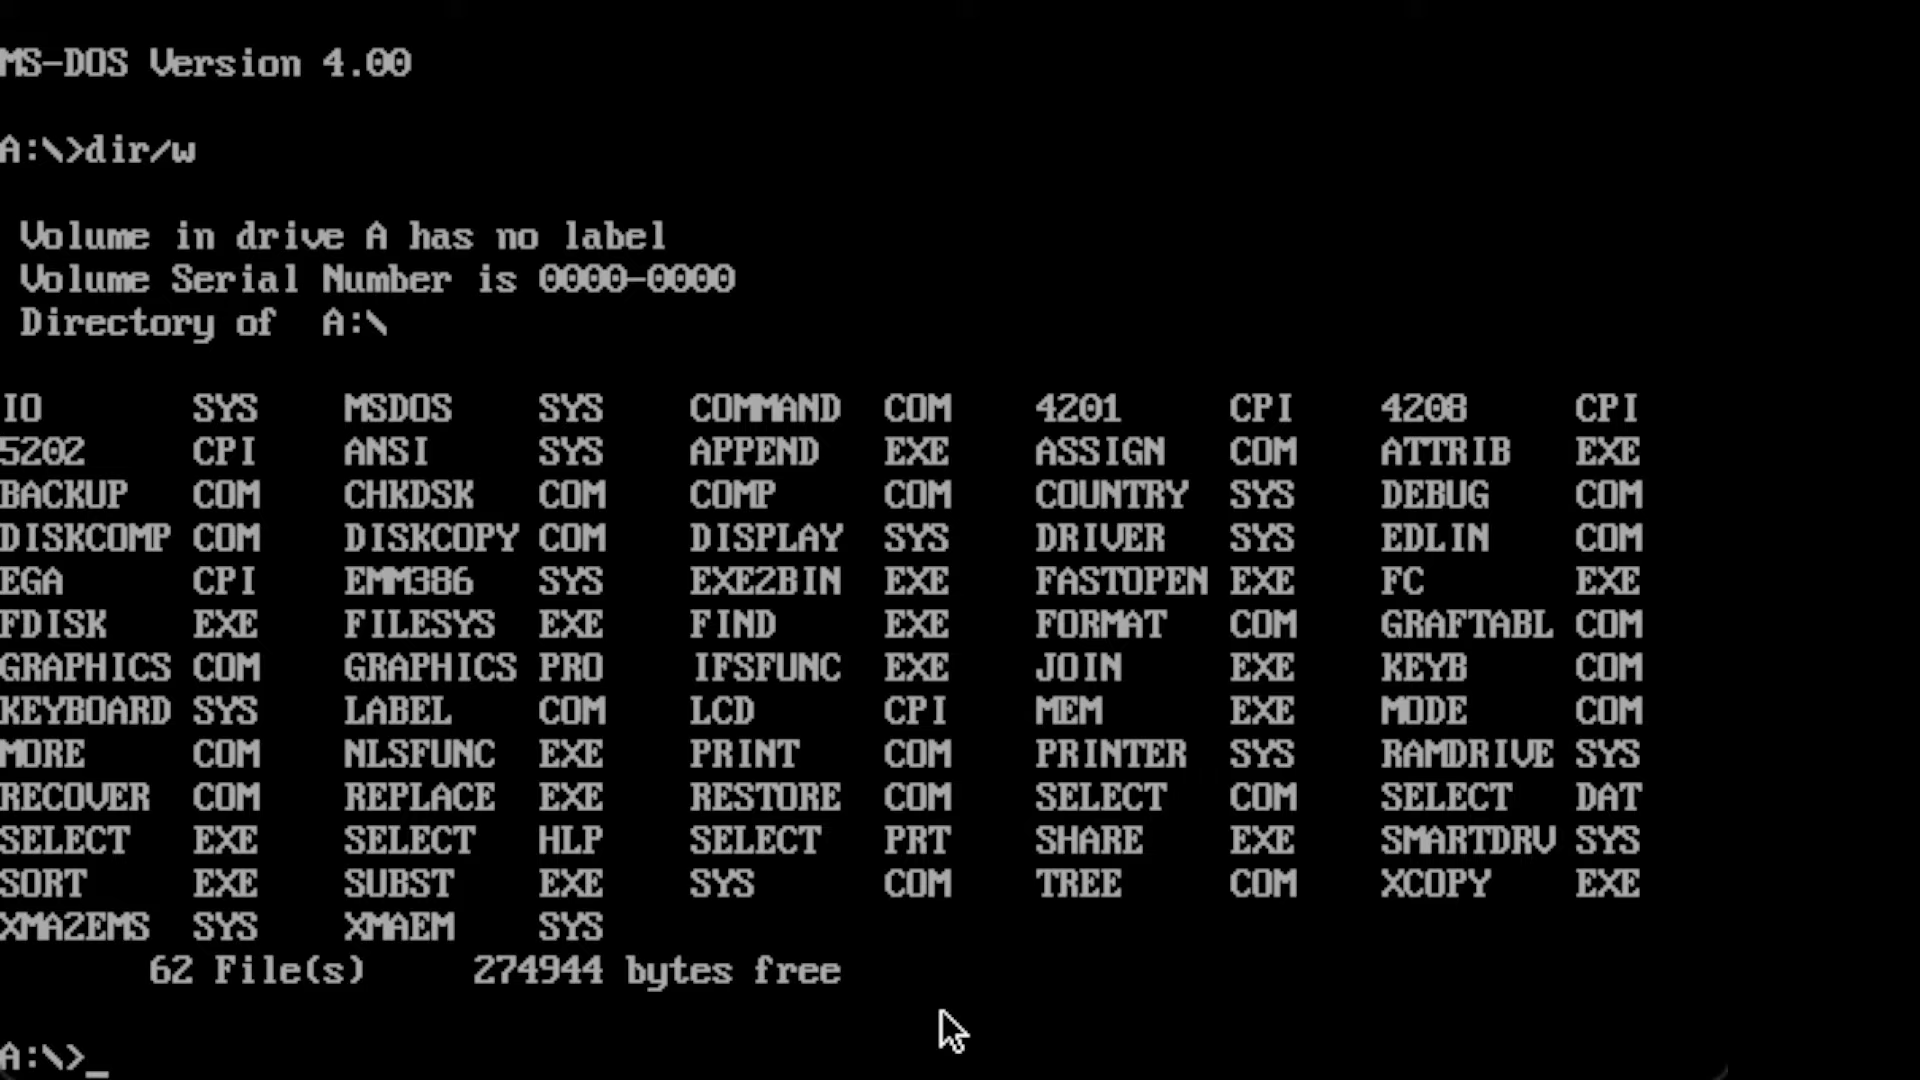 MS-DOS Version 4.00
A:\>dir/w
Volume in drive A has no label
Volume Serial Number is 0000-0000
Directory of  A:\
IO       SYS    MSDOS    SYS    COMMAND  COM    4201     CPI    4208     CPI
5202     CPI    ANSI     SYS    APPEND   EXE    ASSIGN   COM    ATTRIB   EXE
BACKUP   COM    CHKDSK   COM    COMP     COM    COUNTRY  SYS    DEBUG    COM
DISKCOMP COM    DISKCOPY COM    DISPLAY  SYS    DRIVER   SYS    EDLIN    COM
EGA      CPI    EMM386   SYS    EXE2BIN  EXE    FASTOPEN EXE    FC       EXE
FDISK    EXE    FILESYS  EXE    FIND     EXE    FORMAT   COM    GRAFTABL COM
GRAPHICS COM    GRAPHICS PRO    IFSFUNC  EXE    JOIN     EXE    KEYB     COM
KEYBOARD SYS    LABEL    COM    LCD      CPI    MEM      EXE    MODE     COM
MORE     COM    NLSFUNC  EXE    PRINT    COM    PRINTER  SYS    RAMDRIVE SYS
RECOVER  COM    REPLACE  EXE    RESTORE  COM    SELECT   COM    SELECT   DAT
SELECT   EXE    SELECT   HLP    SELECT   PRT    SHARE    EXE    SMARTDRV SYS
SORT     EXE    SUBST    EXE    SYS      COM    TREE     COM    XCOPY    EXE
XMA2EMS  SYS    XMAEM    SYS
62 File(s)     274944 bytes free
A:\>_